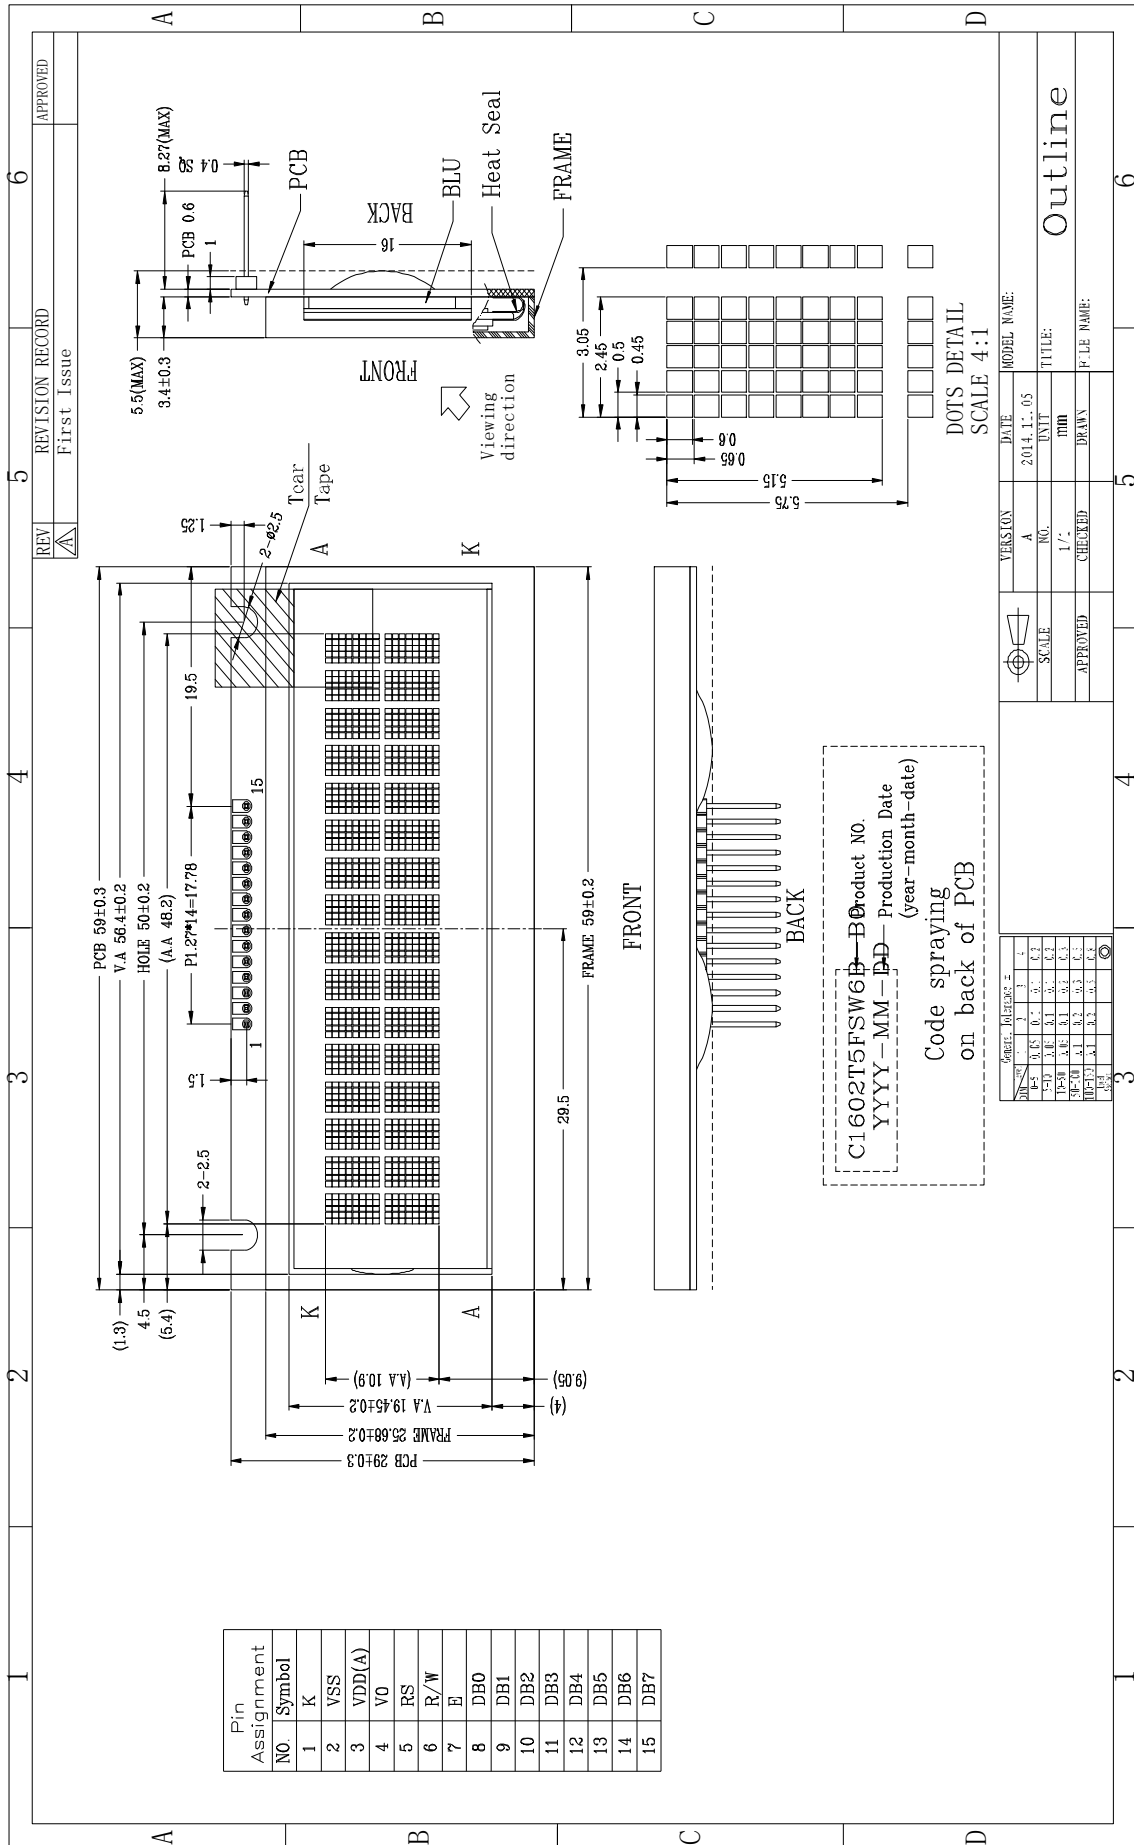 1
2
3
4
5
6
A
B
C
D
REV
REVISION RECORD
APPROVED
A
First Issue
Pin
Assignment
NO. Symbol
1 K
2 VSS
3 VDD(A)
4 V0
5 RS
6 R/W
7 E
8 DB0
9 DB1
10 DB2
11 DB3
12 DB4
13 DB5
14 DB6
15 DB7
PCB 59±0.3
V.A 56.4±0.2
HOLE 50±0.2
(A.A 48.2)
P1.27*14=17.78
19.5
(1.3)
4.5
(5.4)
2-2.5
1.5
1
15
1.25
2-ø2.5
Tear
Tape
K
A
A
K
PCB 29±0.3
FRAME 25.68±0.2
V.A 19.45±0.2
(A.A 10.9)
(4)
(9.05)
29.5
FRAME 59±0.2
5.5(MAX)
3.4±0.3
PCB 0.6
1
8.27(MAX)
0.4 SQ
PCB
FRONT
BACK
16
BLU
Heat Seal
FRAME
Viewing
direction
FRONT
BACK
3.05
2.45
0.5
0.45
0.6
0.65
5.15
5.75
DOTS DETAIL
SCALE 4:1
C1602T5FSW6B-B0
Product NO.
YYYY-MM-DD
Production Date
(year-month-date)
Code spraying
on back of PCB
VERSION
A
DATE
2014.11.05
MODEL NAME:
SCALE
NO.
1/1
UNIT
mm
TITLE:
Outline
APPROVED
CHECKED
DRAWN
FILE NAME:
A
B
C
D
1
2
3
4
5
6